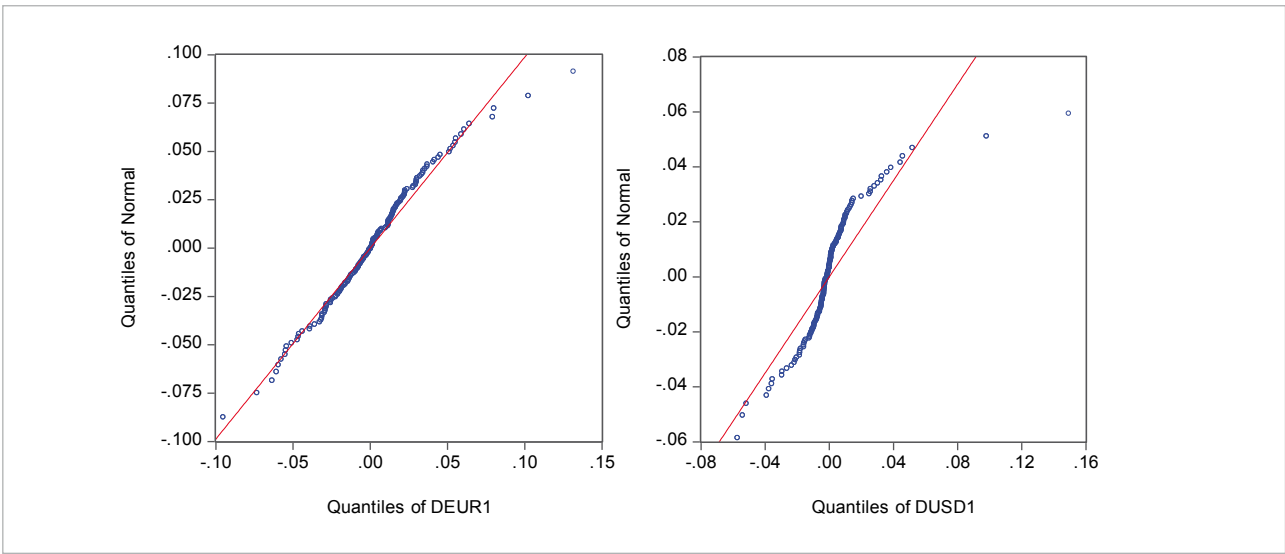 .100
.075
.050
.025
.000
-.025
-.050
-.075
-.100
Quantiles of Normal
-.10 -.05 .00 .05 .10 .15
Quantiles of DEUR1
.08
.06
.04
.02
.00
-.02
-.04
-.06
Quantiles of Normal
-.08 -.04 .00 .04 .08 .12 .16
Quantiles of DUSD1